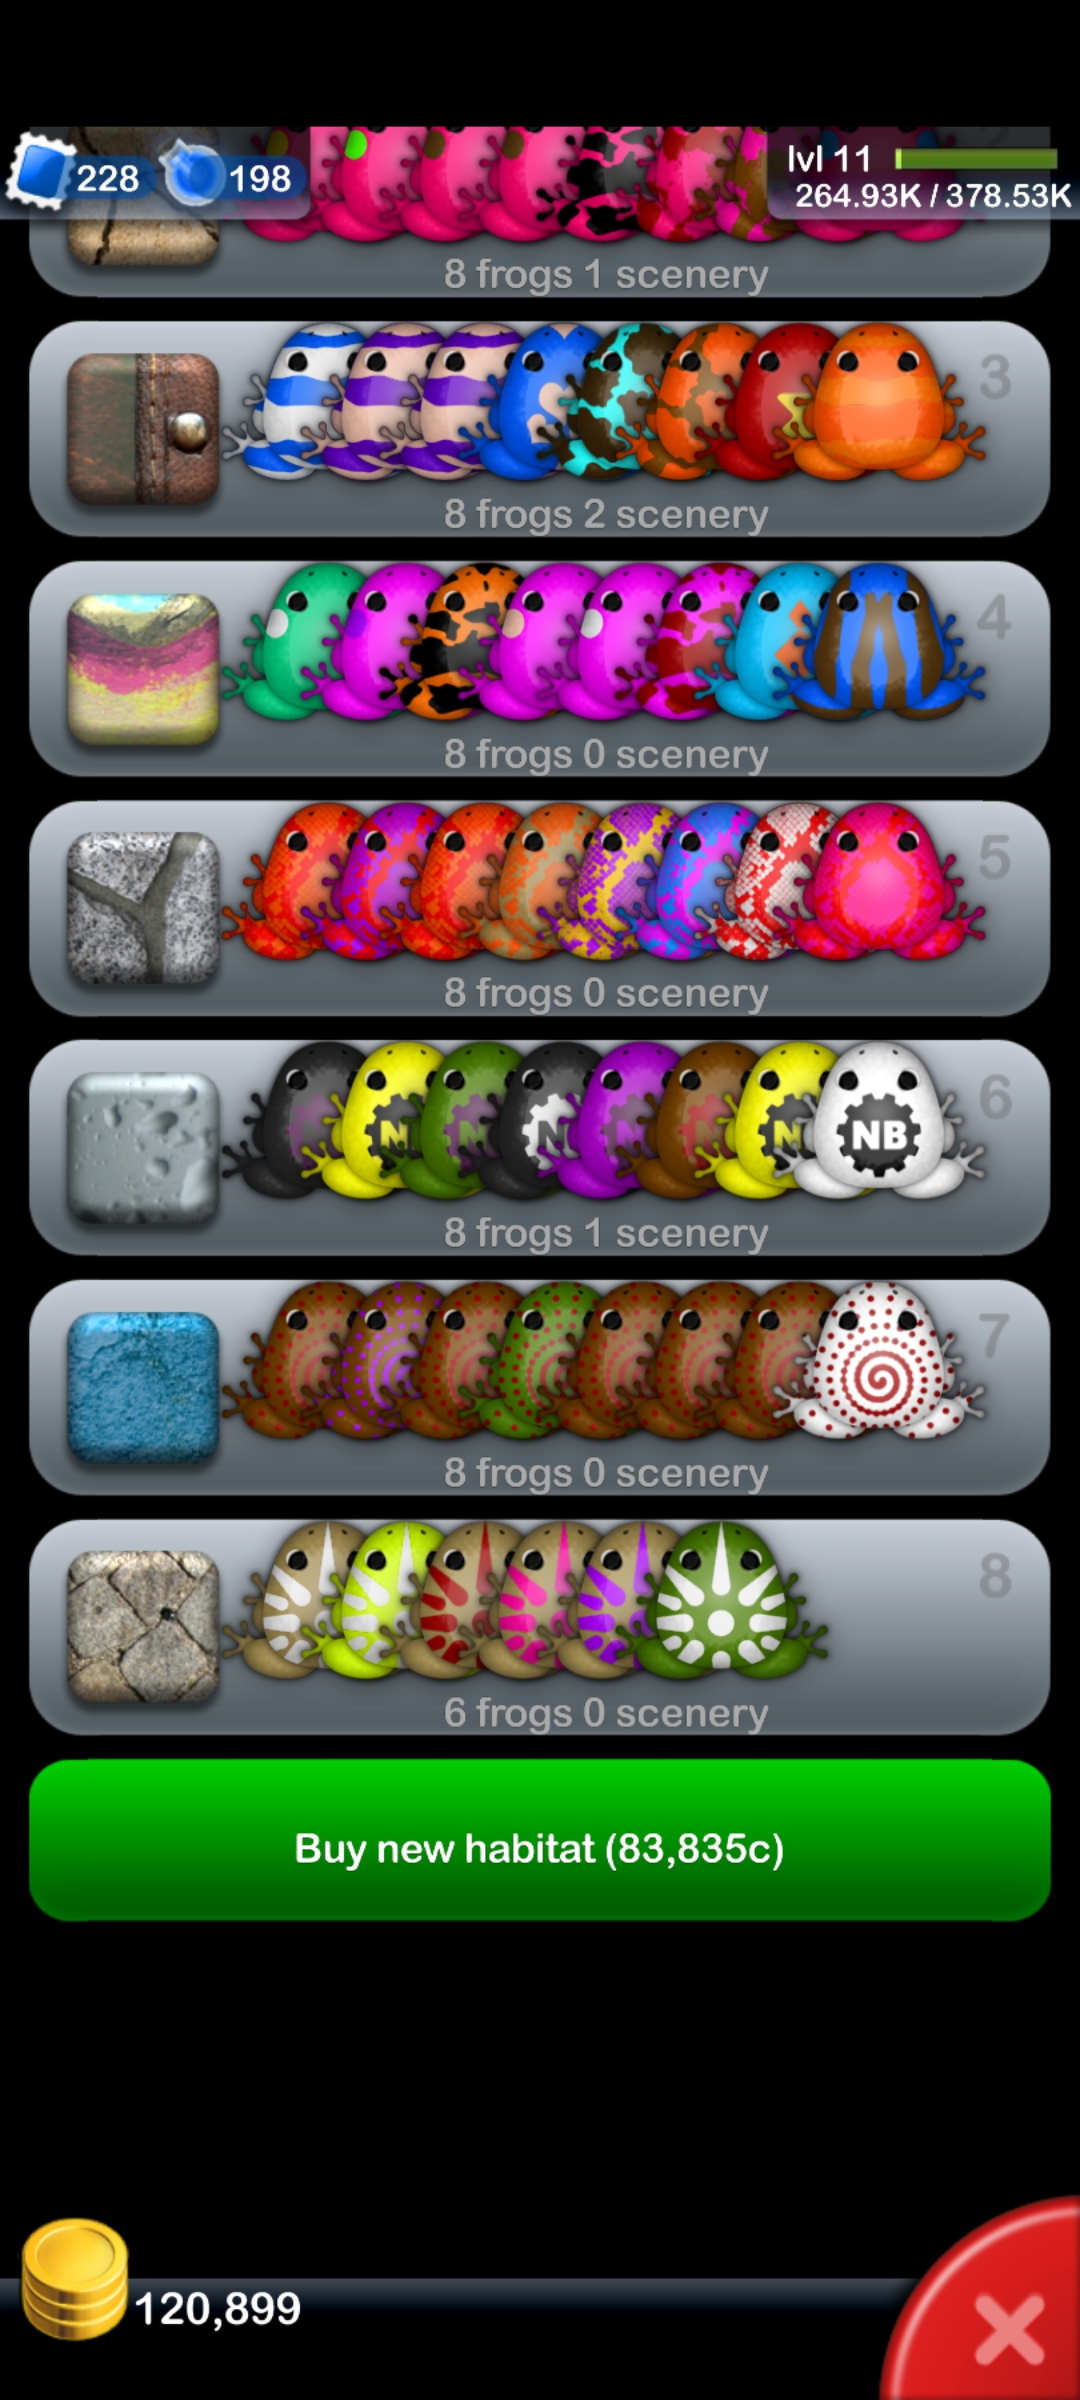 228
198
lvl 11
264.93K / 378.53K
8 frogs 1 scenery
3
8 frogs 2 scenery
4
8 frogs 0 scenery
5
8 frogs 0 scenery
6
NB
8 frogs 1 scenery
7
8 frogs 0 scenery
8
6 frogs 0 scenery
Buy new habitat (83,835c)
120,899